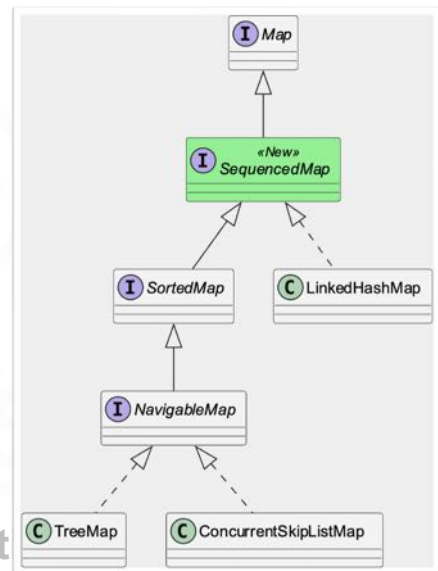 I Map
«New»
I SequencedMap
I SortedMap
C LinkedHashMap
I NavigableMap
t
C TreeMap
C ConcurrentSkipListMap